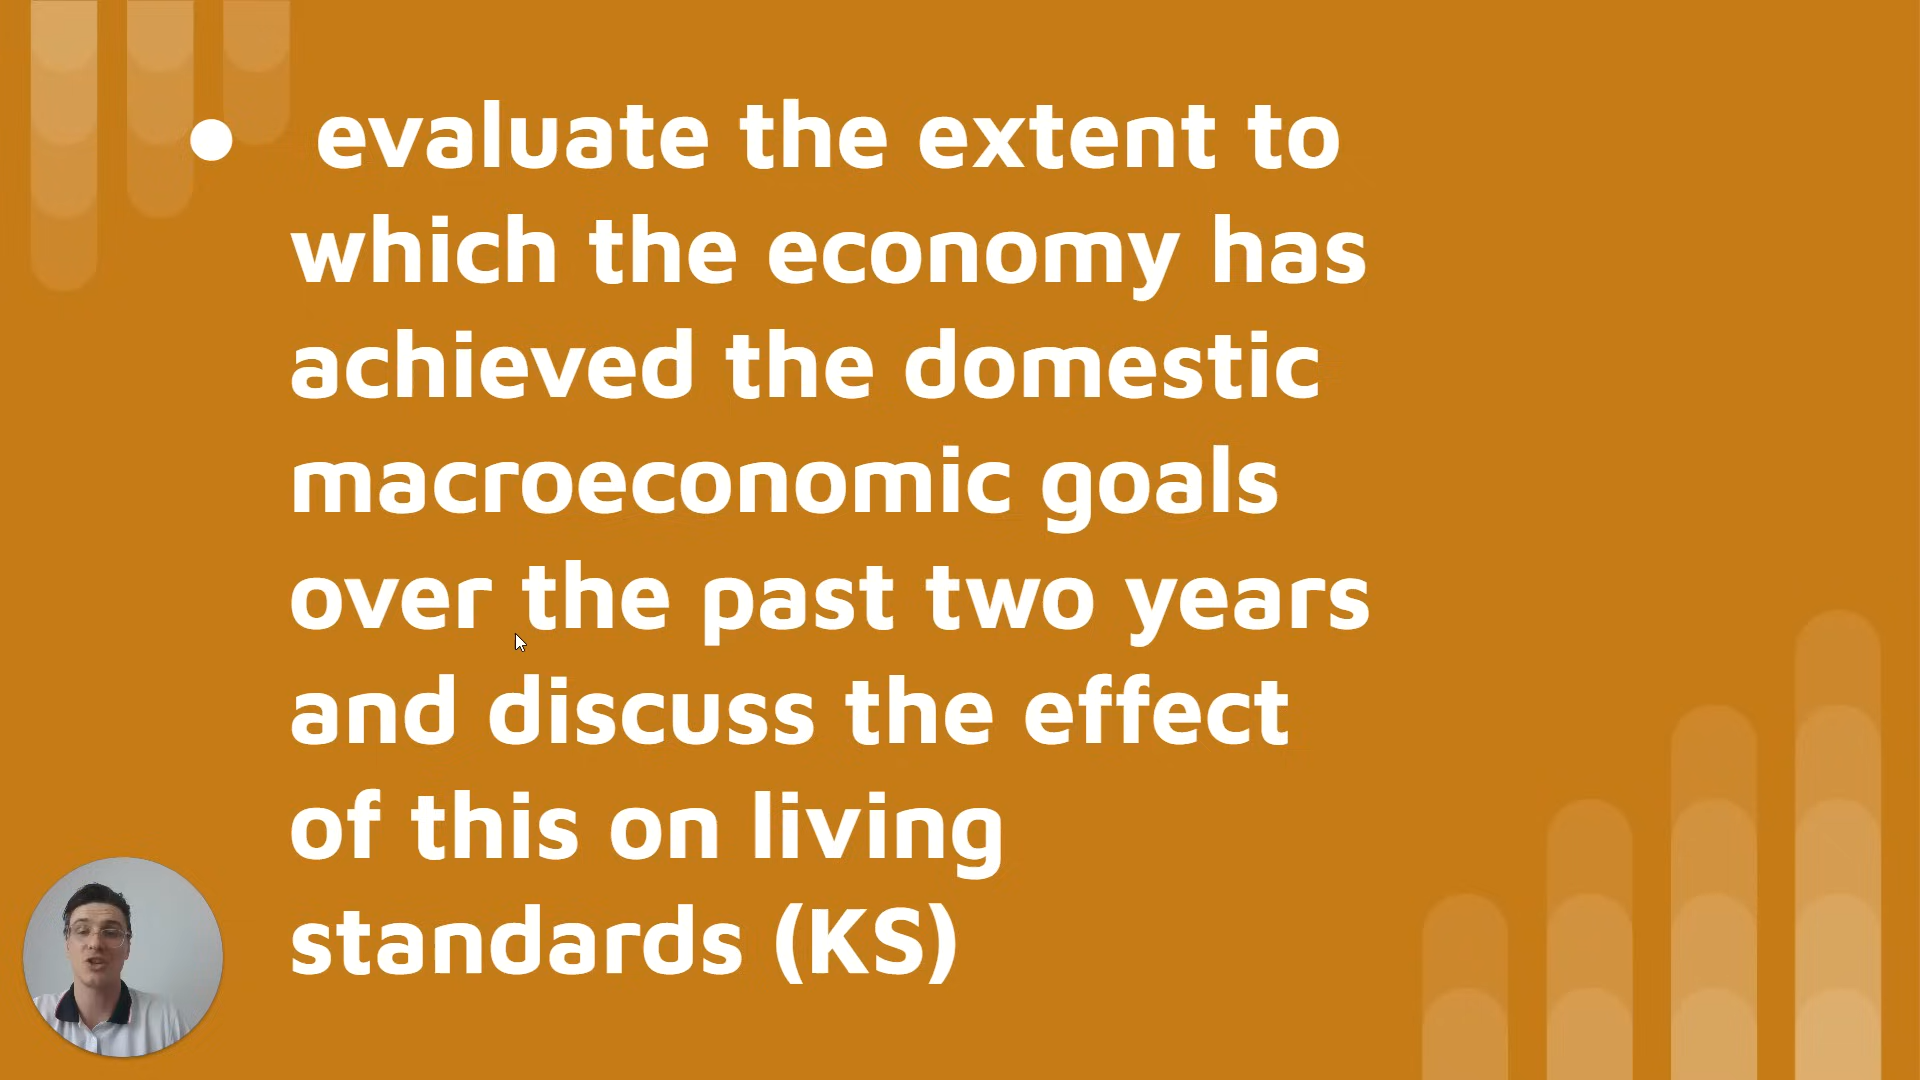 ● evaluate the extent to
which the economy has
achieved the domestic
macroeconomic goals
over the past two years
and discuss the effect
of this on living
standards (KS)